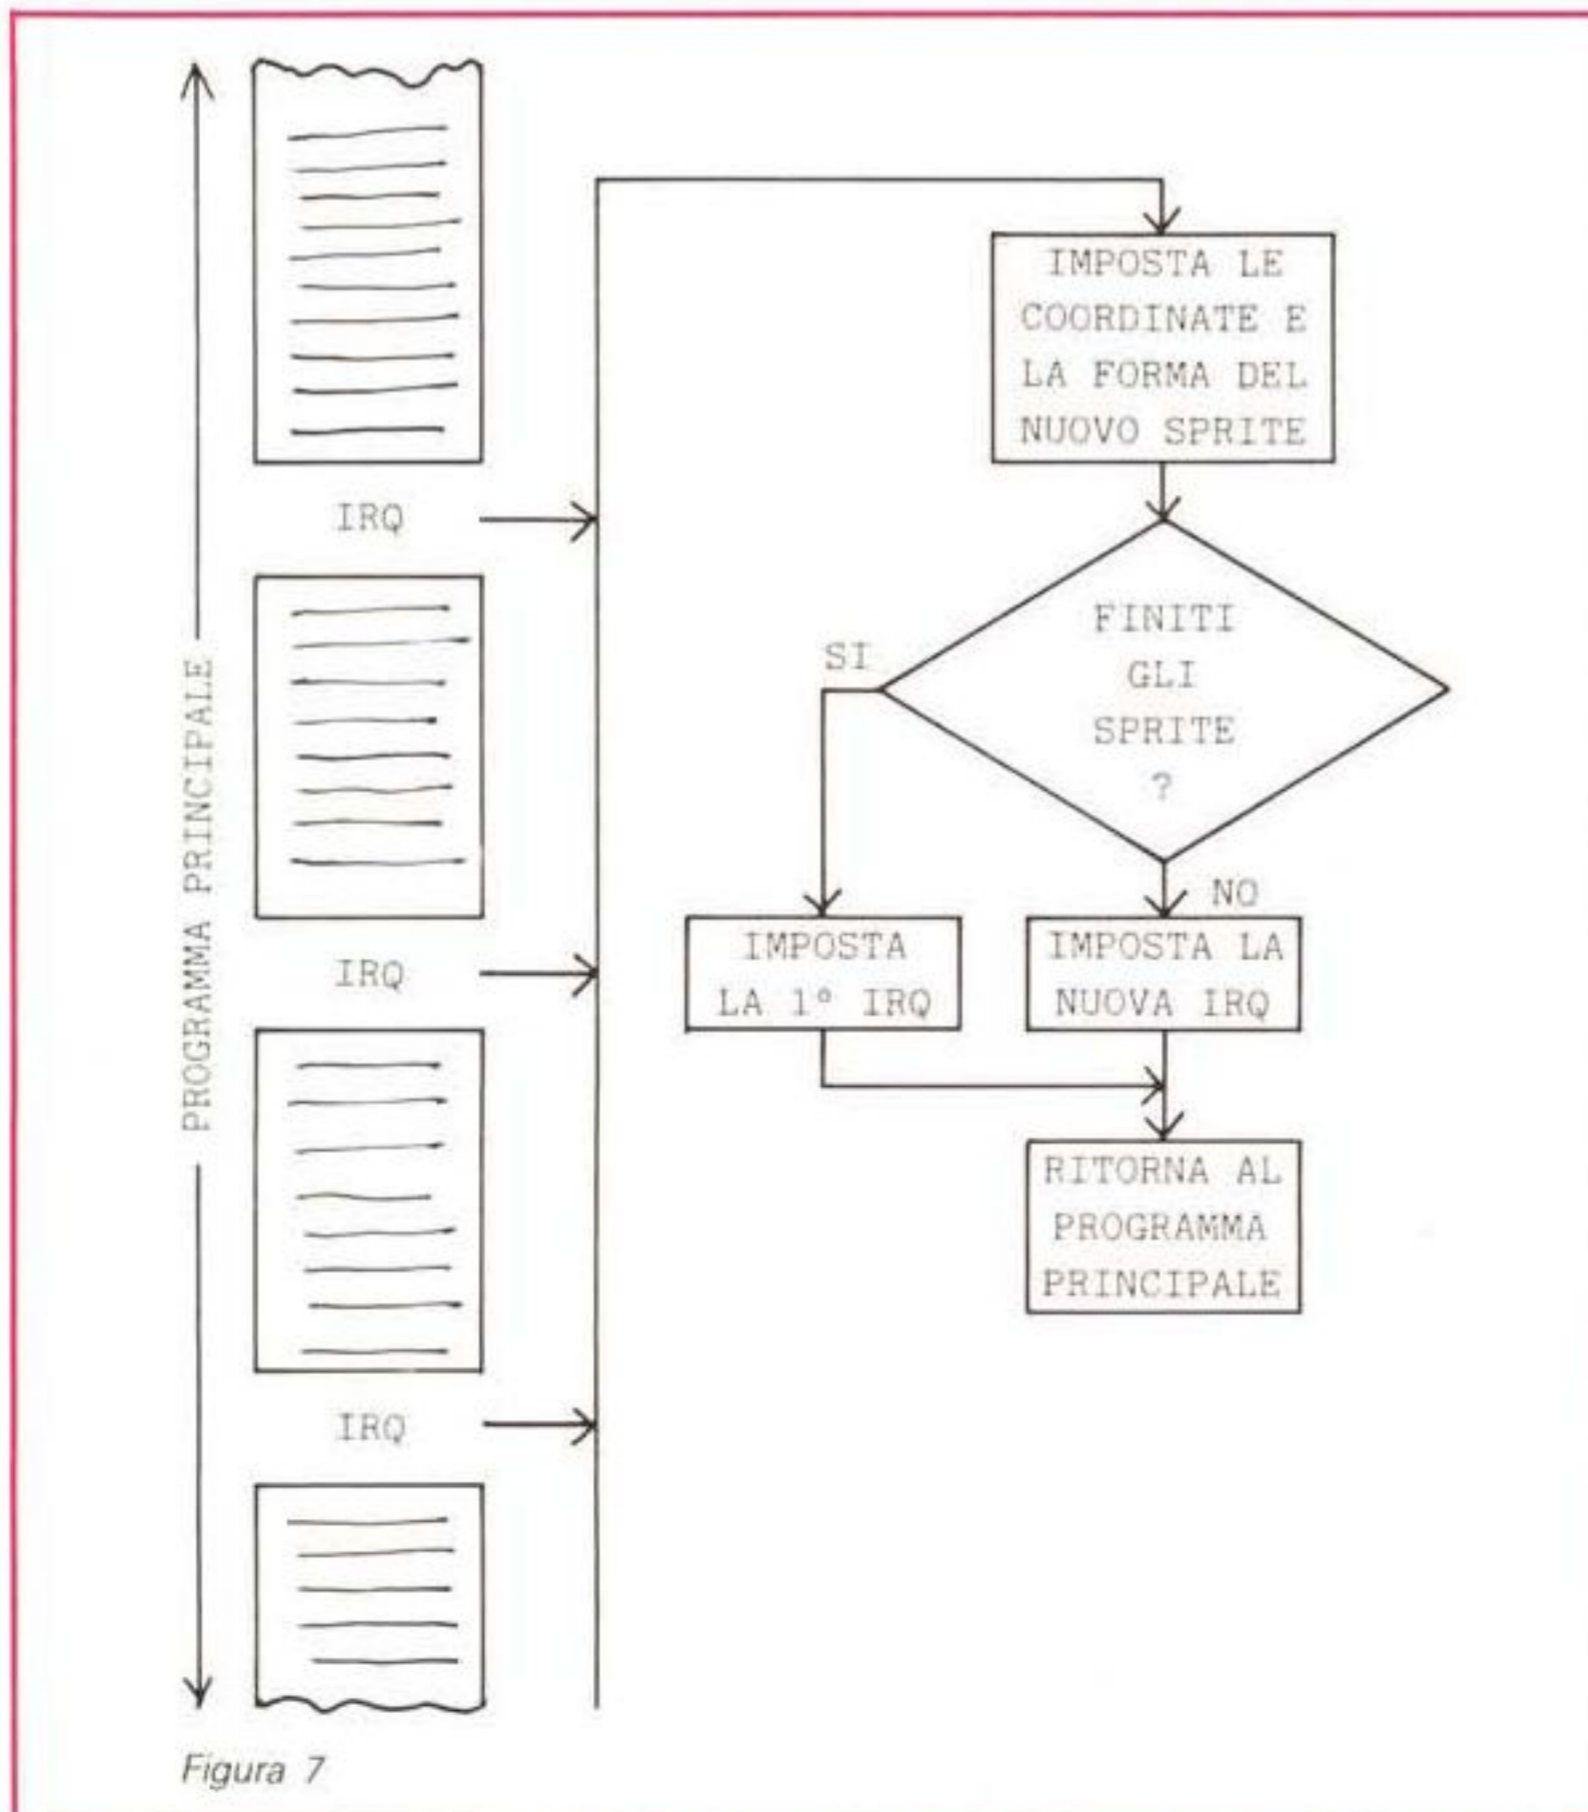 PROGRAMMA PRINCIPALE
IRQ
IRQ
IRQ
IMPOSTA LE
COORDINATE E
LA FORMA DEL
NUOVO SPRITE
FINITI
GLI
SPRITE
?
SI
NO
IMPOSTA
LA 1° IRQ
IMPOSTA LA
NUOVA IRQ
RITORNA AL
PROGRAMMA
PRINCIPALE
Figura 7